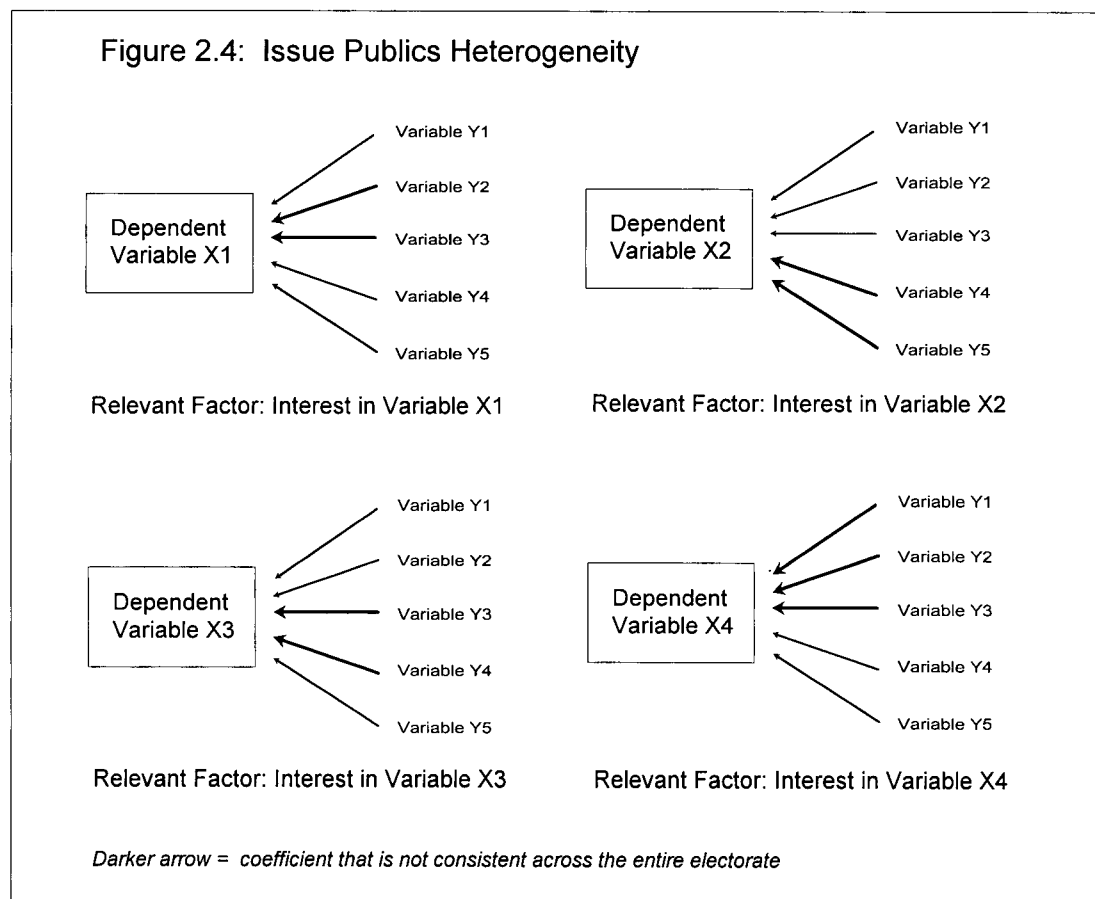 Figure 2.4: Issue Publics Heterogeneity
Variable Y1
Variable Y2
Dependent
Variable X1
Variable Y3
Variable Y4
Variable Y5
Relevant Factor: Interest in Variable X1
Variable Y1
Variable Y2
Dependent
Variable X2
Variable Y3
Variable Y4
Variable Y5
Relevant Factor: Interest in Variable X2
Variable Y1
Variable Y2
Dependent
Variable X3
Variable Y3
Variable Y4
Variable Y5
Relevant Factor: Interest in Variable X3
Variable Y1
Variable Y2
Dependent
Variable X4
Variable Y3
Variable Y4
Variable Y5
Relevant Factor: Interest in Variable X4
Darker arrow = coefficient that is not consistent across the entire electorate